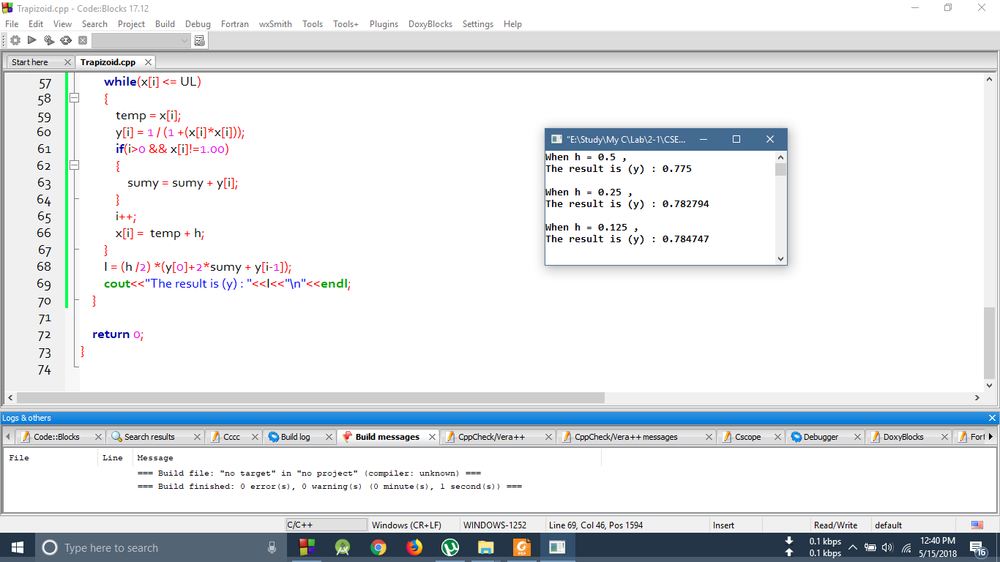 Trapizoid.cpp - Code::Blocks 17.12
File Edit View Search Project Build Debug Fortran wxSmith Tools Tools+ Plugins DoxyBlocks Settings Help
Start here Trapizoid.cpp
57 while(x[i] <= UL)
58 {
59 temp = x[i];
60 y[i] = 1 / (1 +(x[i]*x[i]));
61 if(i>0 && x[i]!=1.00)
62 {
63 sumy = sumy + y[i];
64 }
65 i++;
66 x[i] =  temp + h;
67 }
68 I = (h /2) *(y[0]+2*sumy + y[i-1]);
69 cout<<"The result is (y) : "<<I<<"\n"<<endl;
70 }
71
72 return 0;
73 }
74
"E:\Study\My C\Lab\2-1\CSE...
When h = 0.5 ,
The result is (y) : 0.775
When h = 0.25 ,
The result is (y) : 0.782794
When h = 0.125 ,
The result is (y) : 0.784747
Logs & others
Code::Blocks Search results Cccc Build log Build messages CppCheck/Vera++ CppCheck/Vera++ messages Cscope Debugger DoxyBlocks Fort
File Line Message
=== Build file: "no target" in "no project" (compiler: unknown) ===
=== Build finished: 0 error(s), 0 warning(s) (0 minute(s), 1 second(s)) ===
C/C++ Windows (CR+LF) WINDOWS-1252 Line 69, Col 46, Pos 1594 Insert Read/Write default
Type here to search
0.1 kbps
0.1 kbps
12:40 PM
5/15/2018
16
PDF